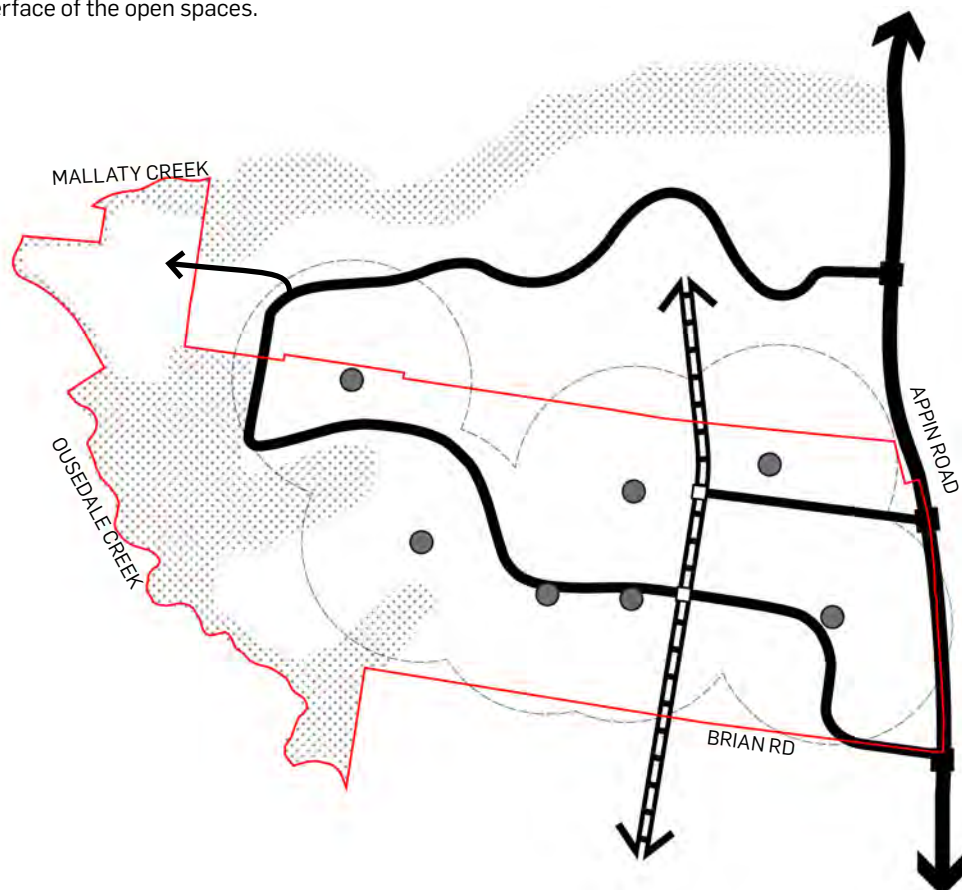 erface of the open spaces.
MALLATY CREEK
APPIN ROAD
OUSEDALE CREEK
BRIAN RD